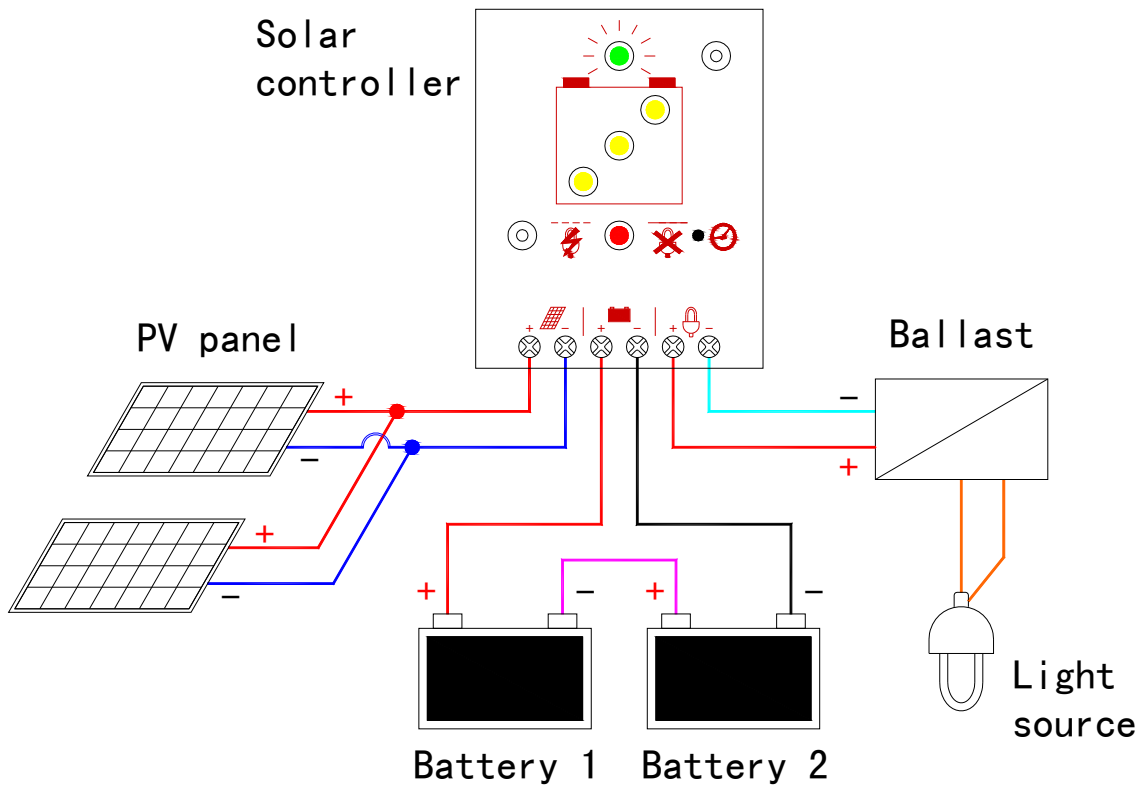 Solar
controller
+ - + - + -
PV panel
Ballast
+
-
-
+
+
-
+ - + -
Battery 1 Battery 2
Light
source